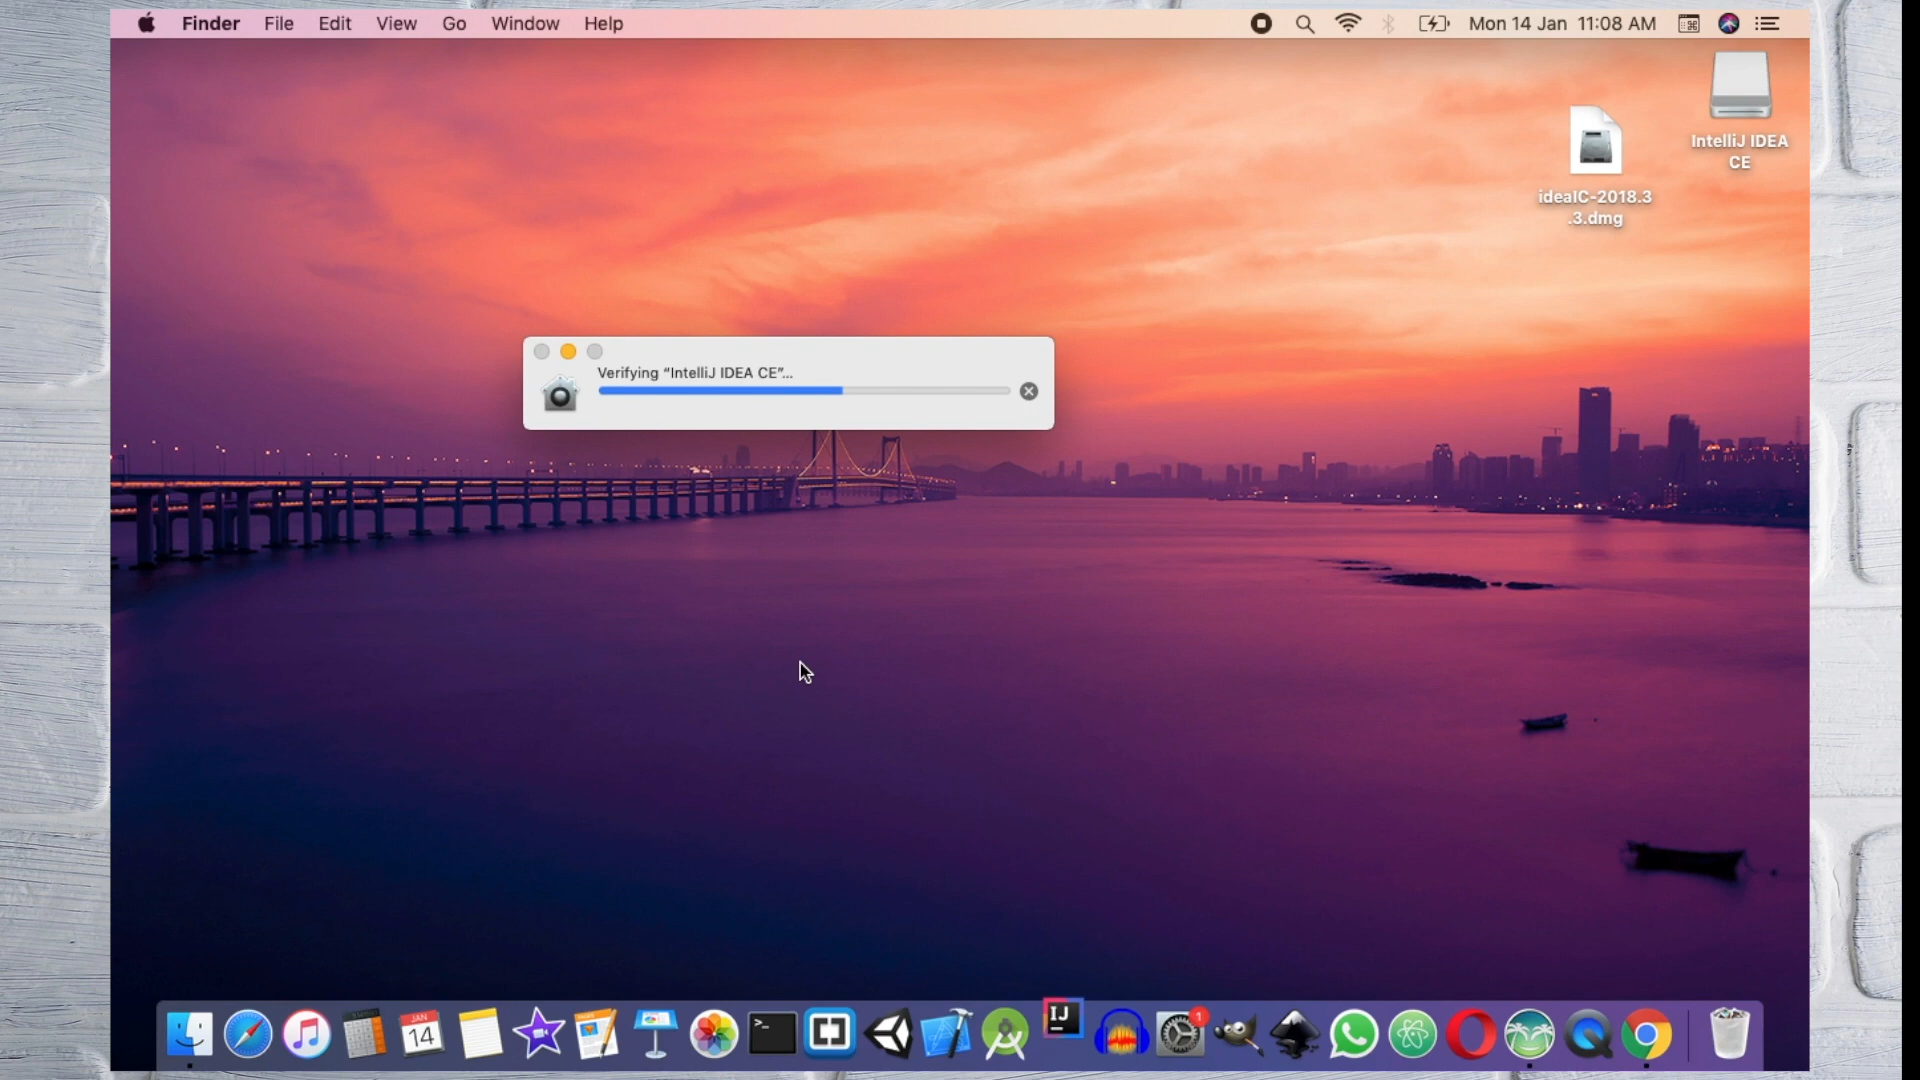 Finder File Edit View Go Window Help Mon 14 Jan 11:08 AM
IntelliJ IDEA
CE
ideaIC-2018.3
.3.dmg
Verifying “IntelliJ IDEA CE”...
JAN
14
>_
IJ
1